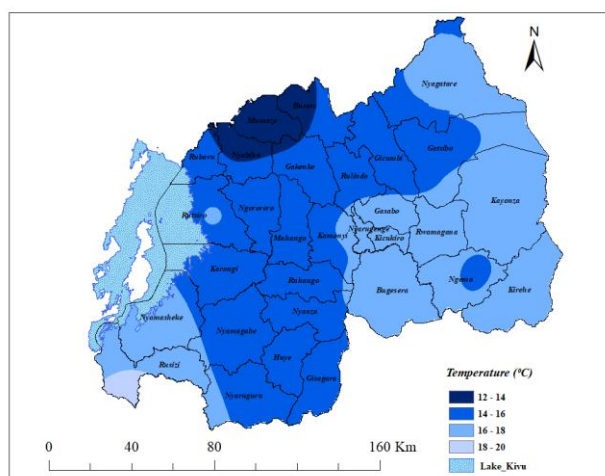 N
Nyagatare
Burera
Musanze
Nyabihu
Gatsibo
Gicumbi
Rubavu
Gakenke
Rulindo
Kayonza
Rutsiro
Ngororero
Gasabo
Muhanga
Kamonyi
Nyarugenge
Rwamagana
Kicukiro
Karongi
Ngoma
Ruhango
Bugesera
Kirehe
Nyanza
Nyamasheke
Nyamagabe
Rusizi
Huye
Gisagara
Nyaruguru
Temperature (°C)
12 - 14
14 - 16
16 - 18
18 - 20
Lake_Kivu
0 40 80 160 Km